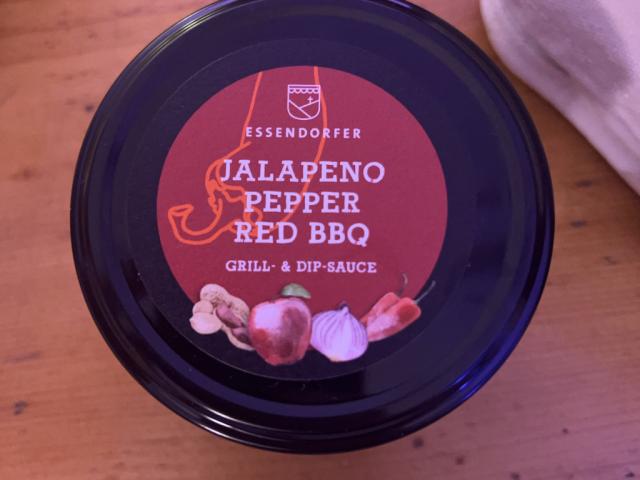 ESSENDORFER
JALAPENO
PEPPER
RED BBQ
GRILL- & DIP-SAUCE